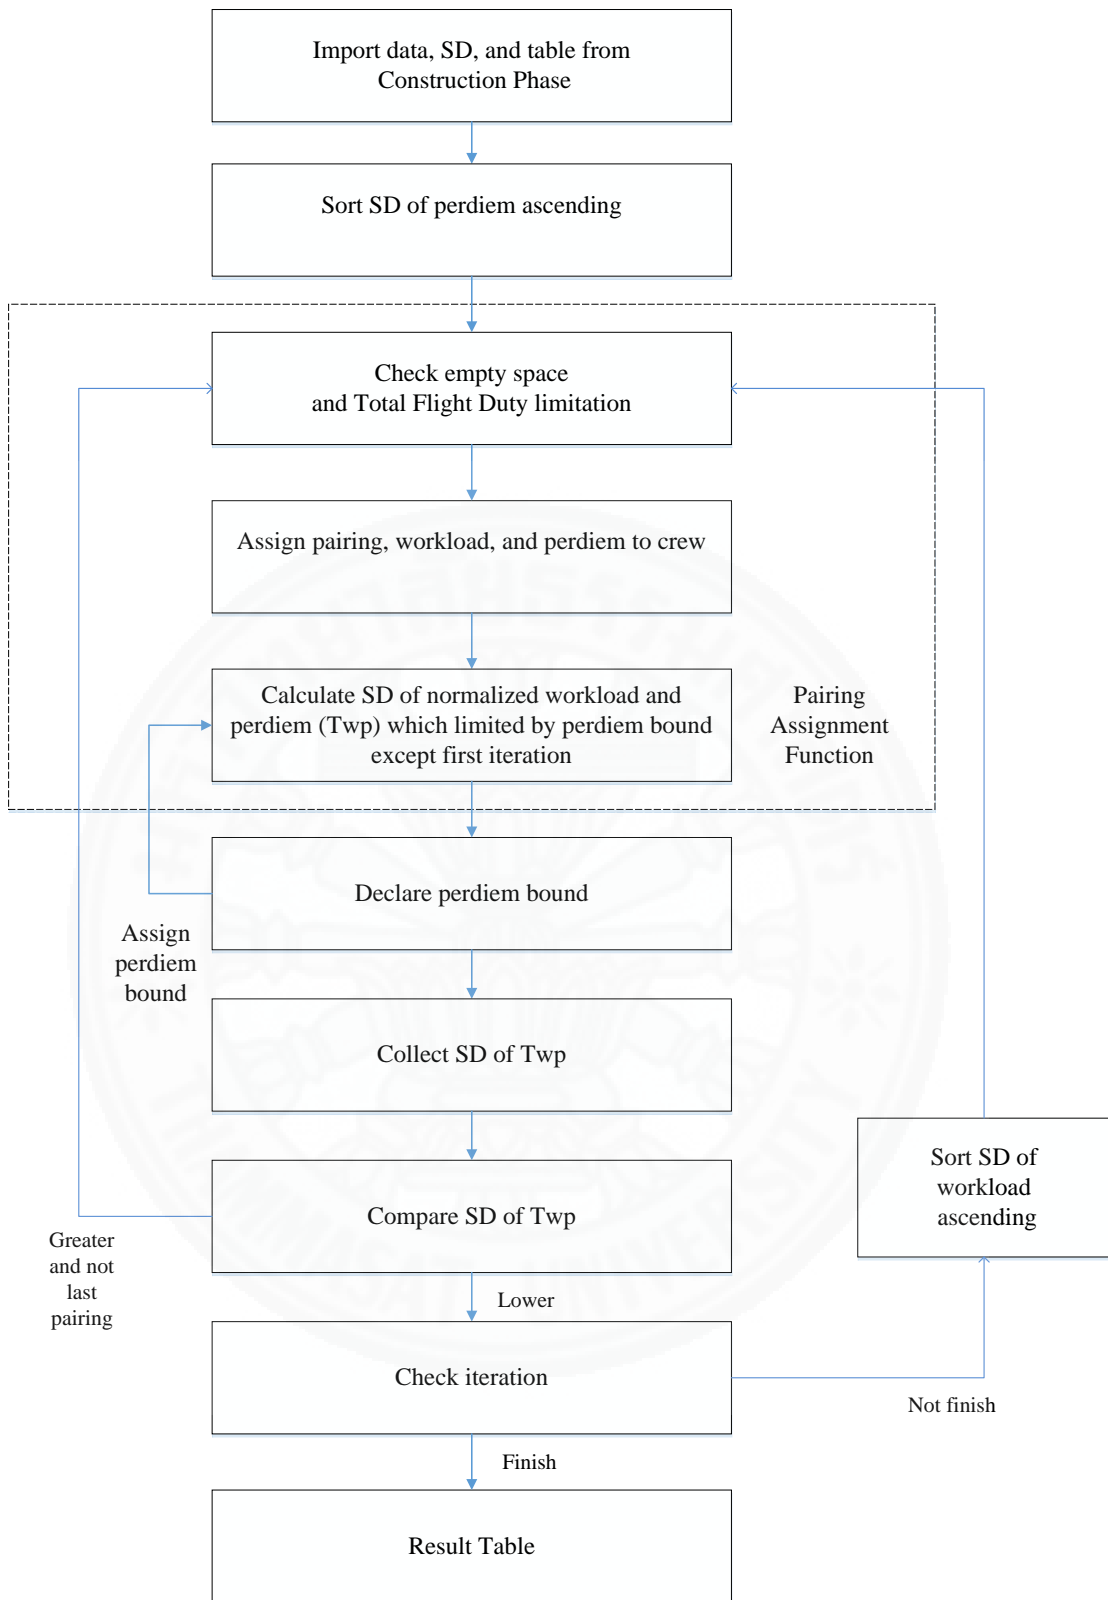 Import data, SD, and table from
Construction Phase
Sort SD of perdiem ascending
Check empty space
and Total Flight Duty limitation
Assign pairing, workload, and perdiem to crew
Calculate SD of normalized workload and
perdiem (Twp) which limited by perdiem bound
except first iteration
Pairing
Assignment
Function
Declare perdiem bound
Assign
perdiem
bound
Collect SD of Twp
Compare SD of Twp
Sort SD of
workload
ascending
Greater
and not
last
pairing
Lower
Check iteration
Not finish
Finish
Result Table
THAMMASAT UNIVERSITY